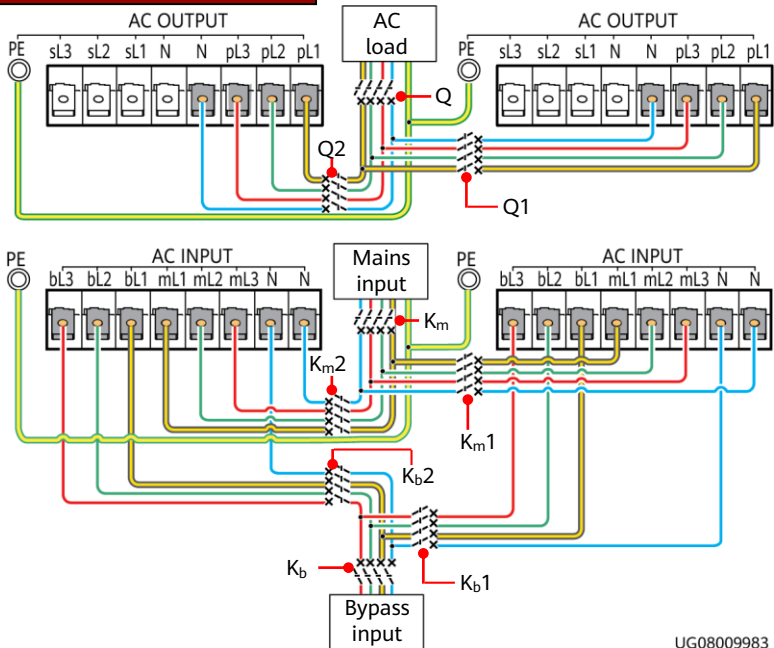 AC OUTPUT
PE sL3 sL2 sL1 N N pL3 pL2 pL1
AC load
AC OUTPUT
PE sL3 sL2 sL1 N N pL3 pL2 pL1
Q
Q2
Q1
AC INPUT
PE bL3 bL2 bL1 mL1 mL2 mL3 N N
Mains input
AC INPUT
PE bL3 bL2 bL1 mL1 mL2 mL3 N N
Km
Km2
Km1
Kb2
Kb
Kb1
Bypass input
UG08009983